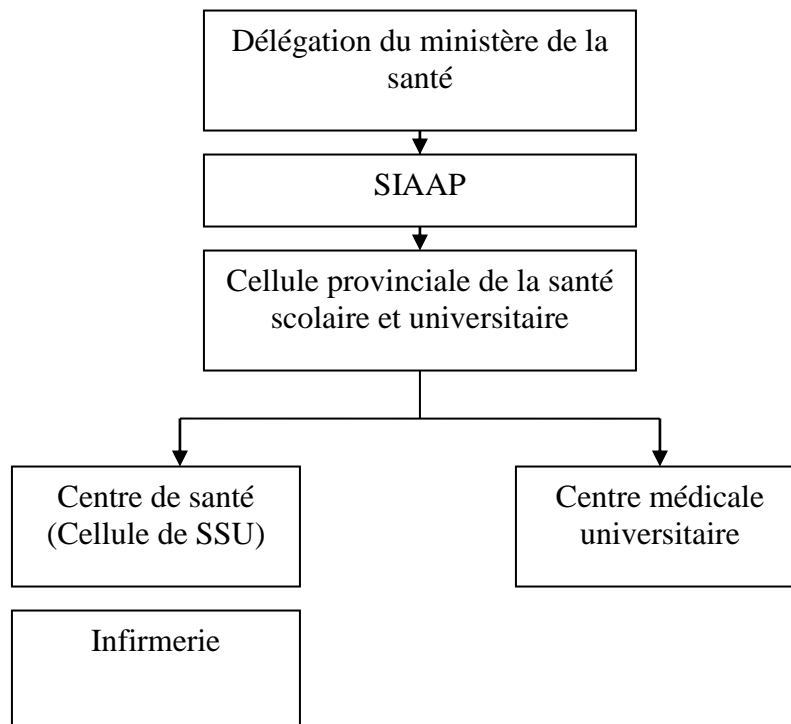 Délégation du ministère de la
santé
SIAAP
Cellule provinciale de la santé
scolaire et universitaire
Centre de santé
(Cellule de SSU)
Centre médicale
universitaire
Infirmerie